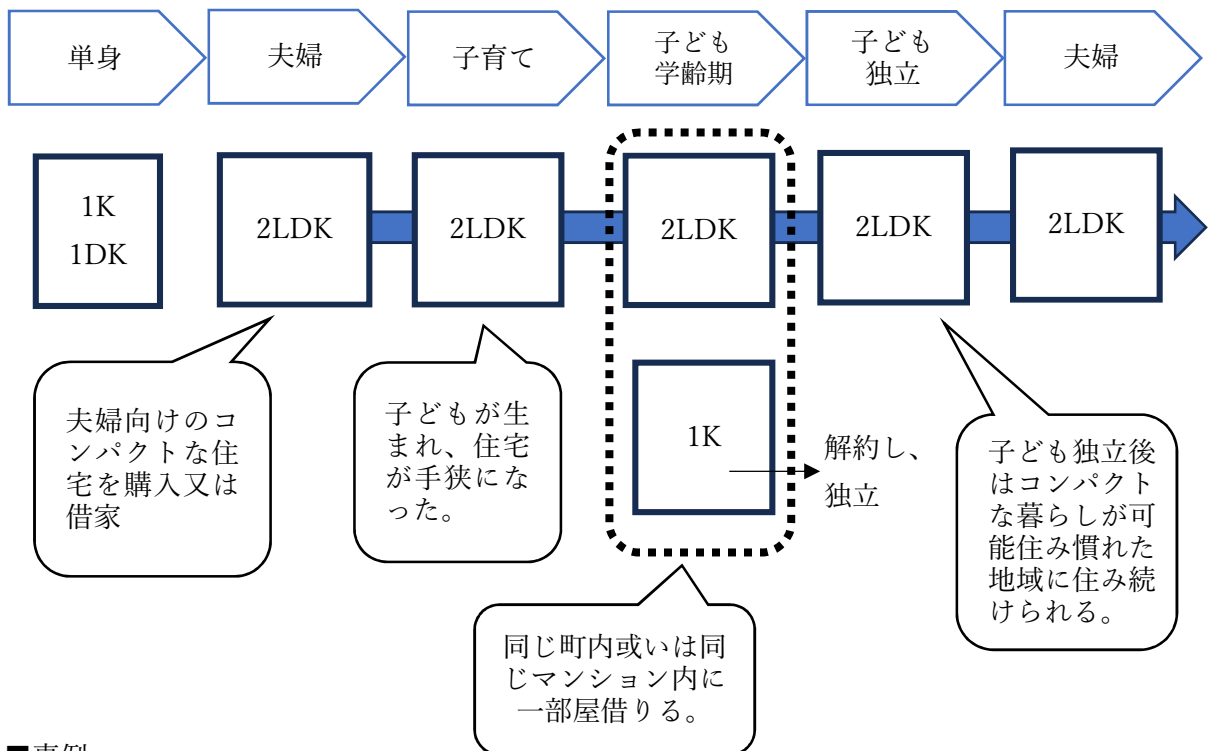 単身
夫婦
子育て
子ども
学齢期
子ども
独立
夫婦
1K
1DK
2LDK
2LDK
2LDK
2LDK
2LDK
夫婦向けのコ
ンパクトな住
宅を購入又は
借家
子どもが生
まれ、住宅
が手狭にな
った。
1K
解約し、
独立
子ども独立後
はコンパクト
な暮らしが可
能住み慣れた
地域に住み続
けられる。
同じ町内或いは同
じマンション内に
一部屋借りる。
■事例